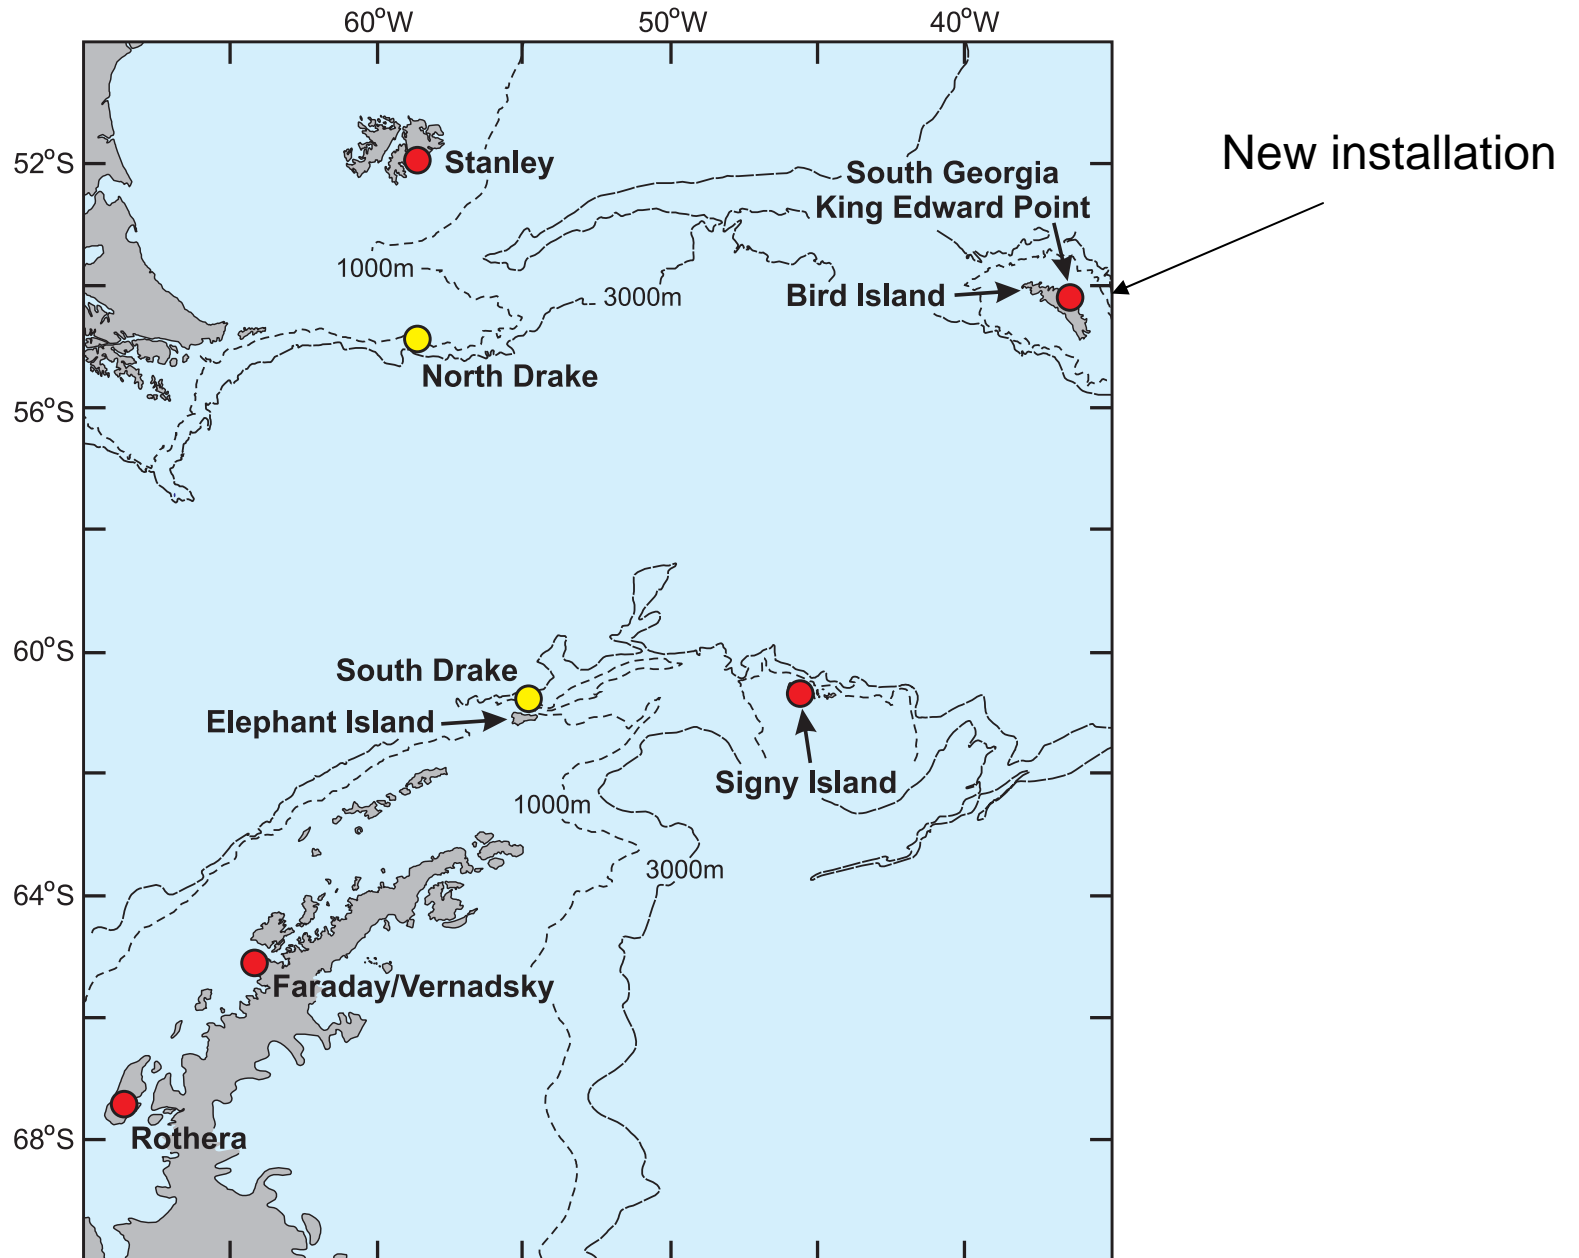 60°W
50°W
40°W
52°S
Stanley
South Georgia
King Edward Point
New installation
1000m
3000m
Bird Island
North Drake
56°S
60°S
South Drake
Elephant Island
Signy Island
1000m
3000m
64°S
Faraday/Vernadsky
Rothera
68°S